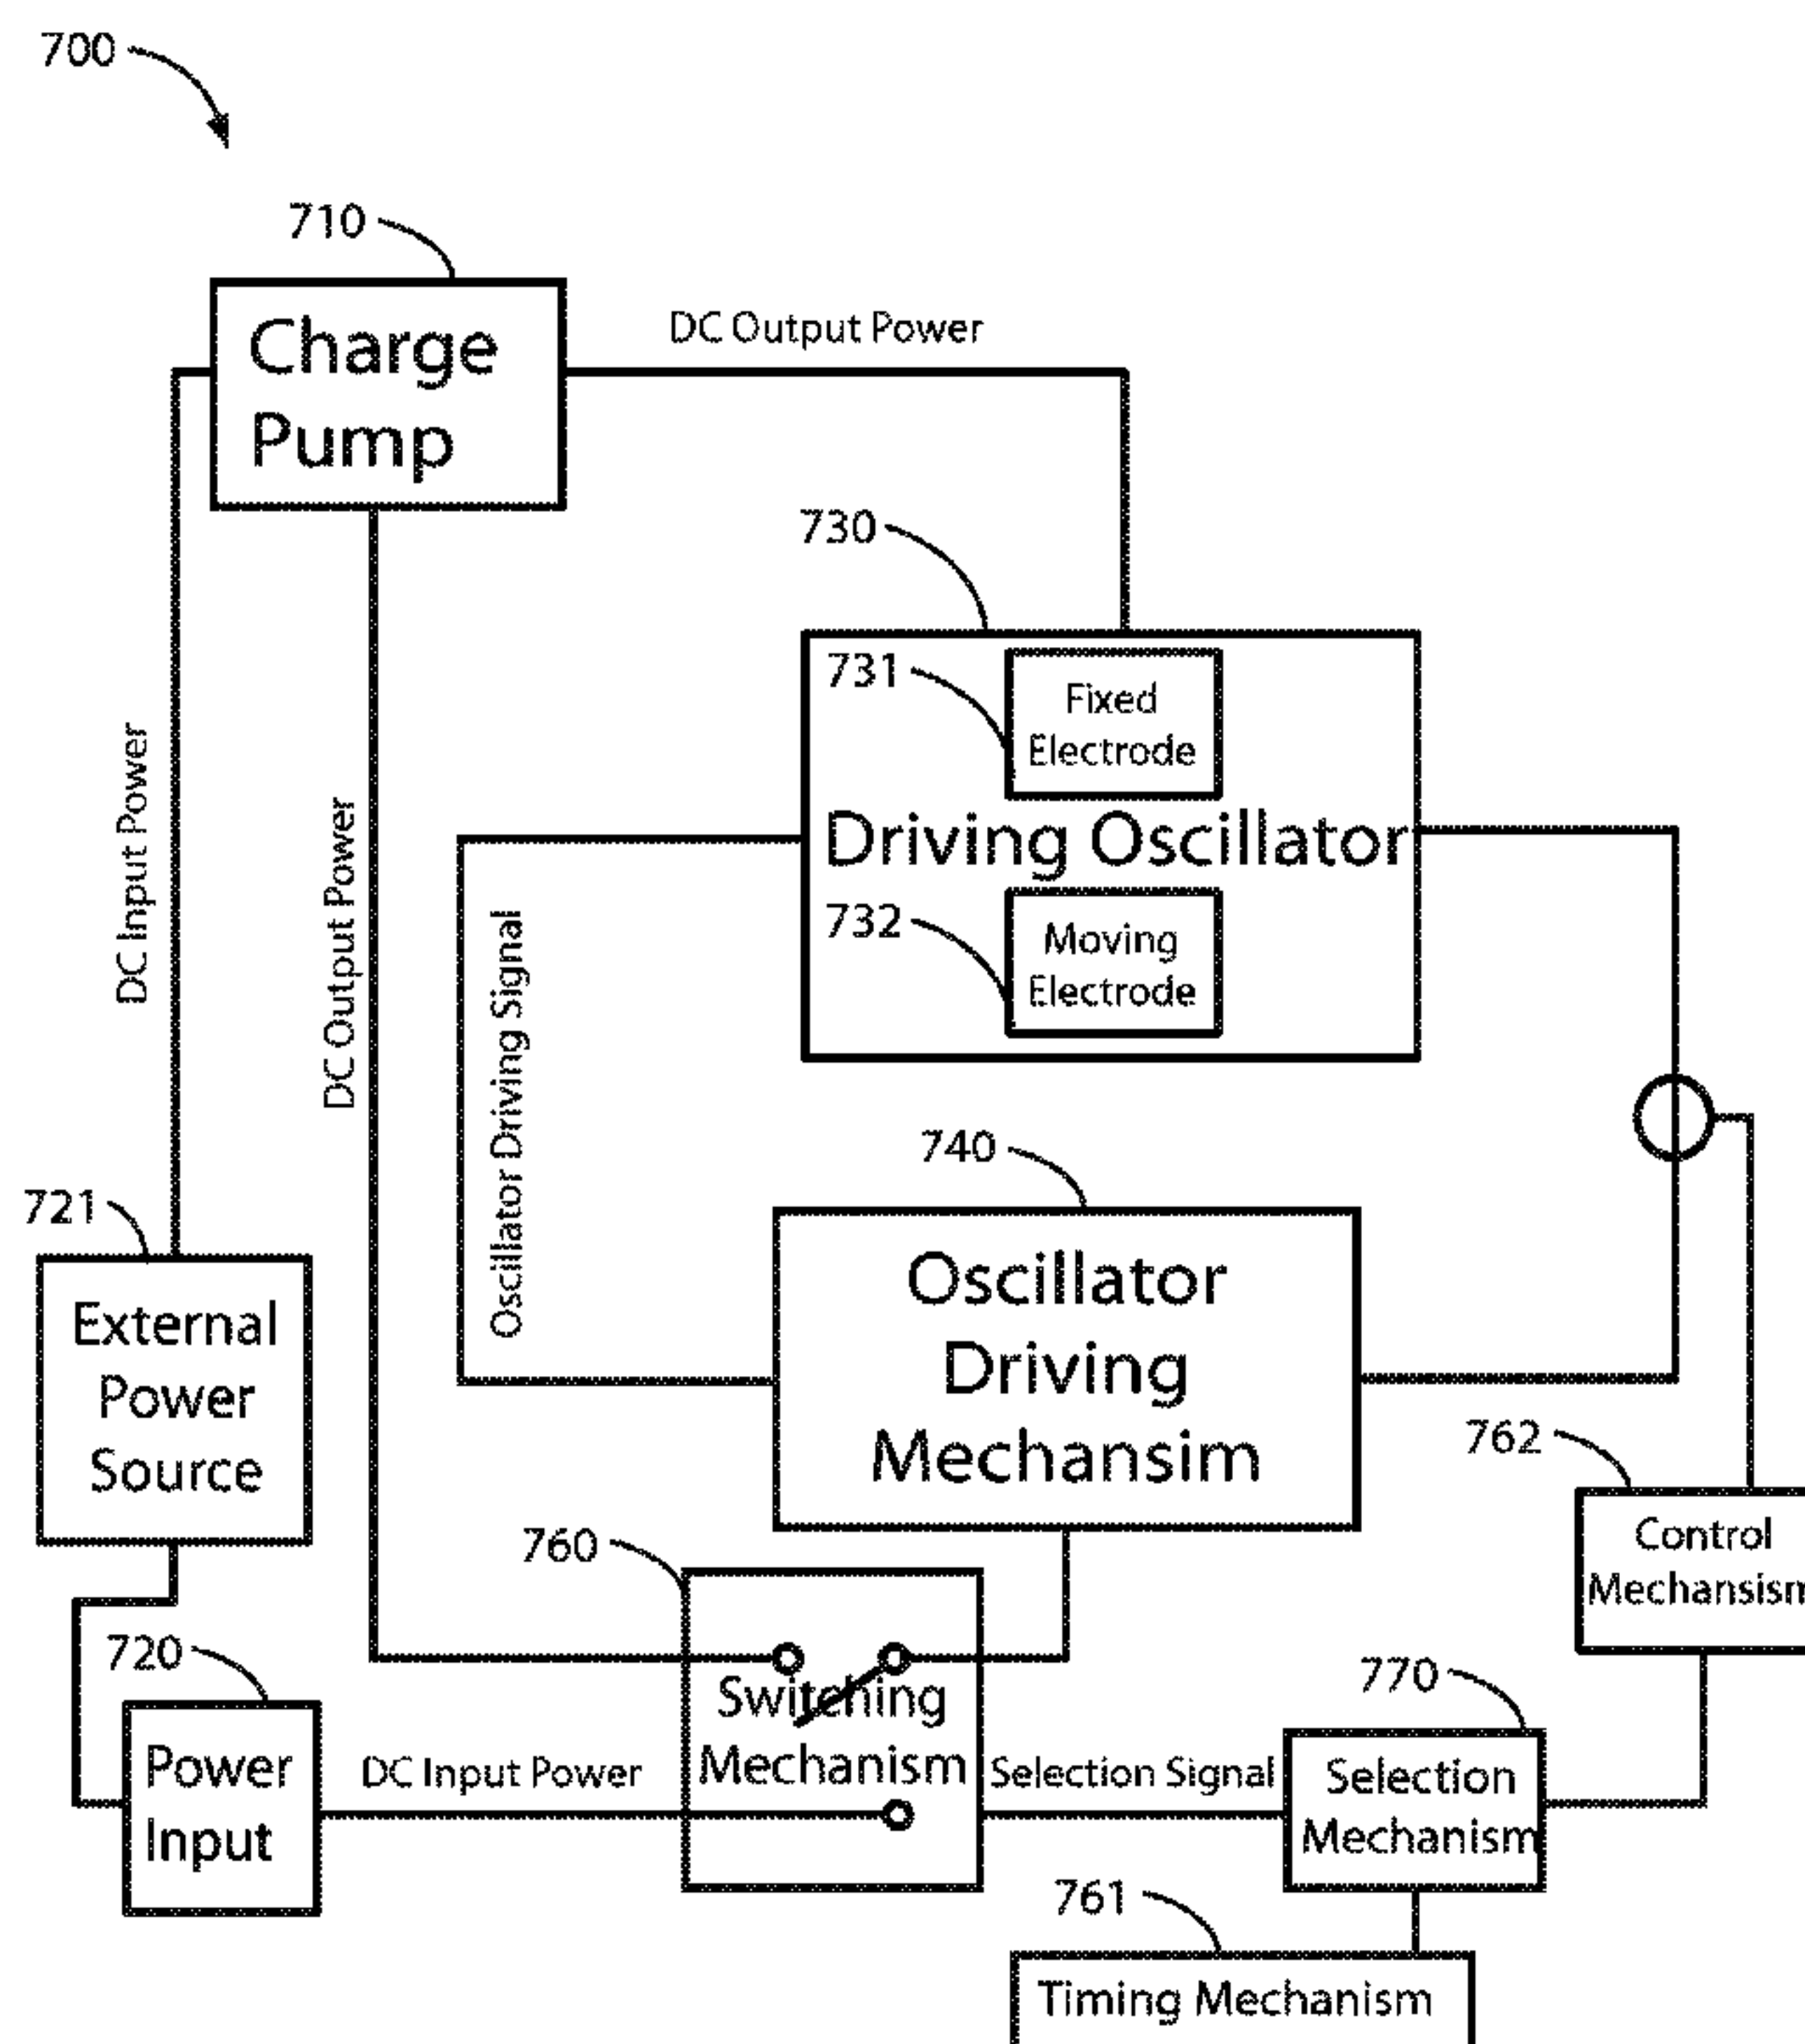 700
710
Charge
Pump
DC Output Power
730
731
Fixed
Electrode
Driving Oscillator
732
Moving
Electrode
DC Input Power
DC Output Power
Oscillator Driving Signal
740
Oscillator
Driving
Mechansim
721
External
Power
Source
762
Control
Mechansism
760
Switching
Mechanism
720
Power
Input
DC Input Power
Selection Signal
770
Selection
Mechanism
761
Timing Mechanism